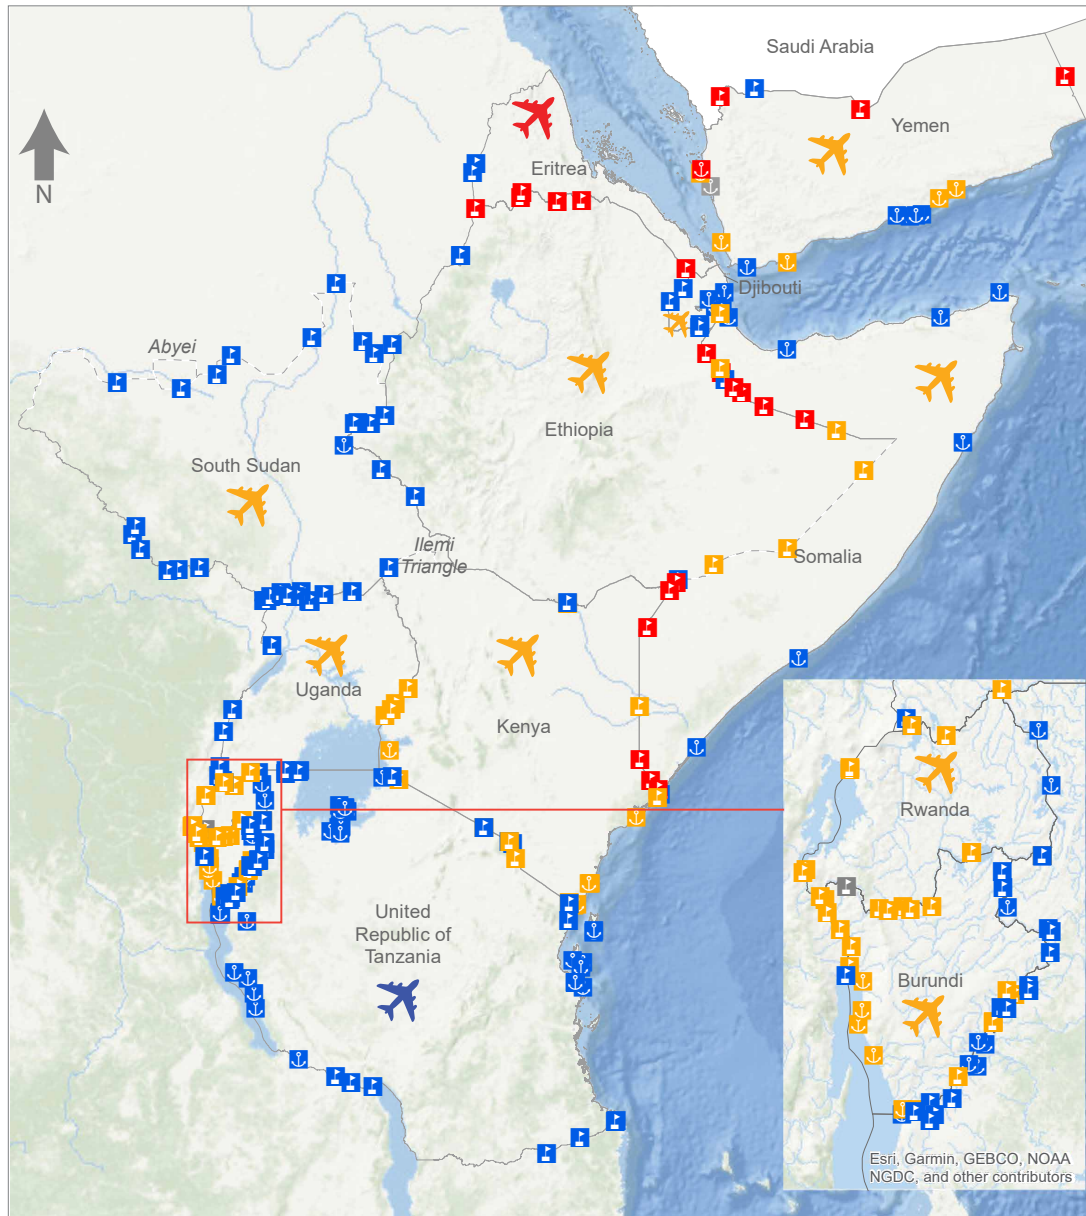 Saudi Arabia
Yemen
N
Eritrea
Djibouti
Abyei
Ethiopia
South Sudan
Ilemi
Triangle
Somalia
Uganda
Kenya
Rwanda
United
Republic of
Tanzania
Burundi
Esri, Garmin, GEBCO, NOAA
NGDC, and other contributors